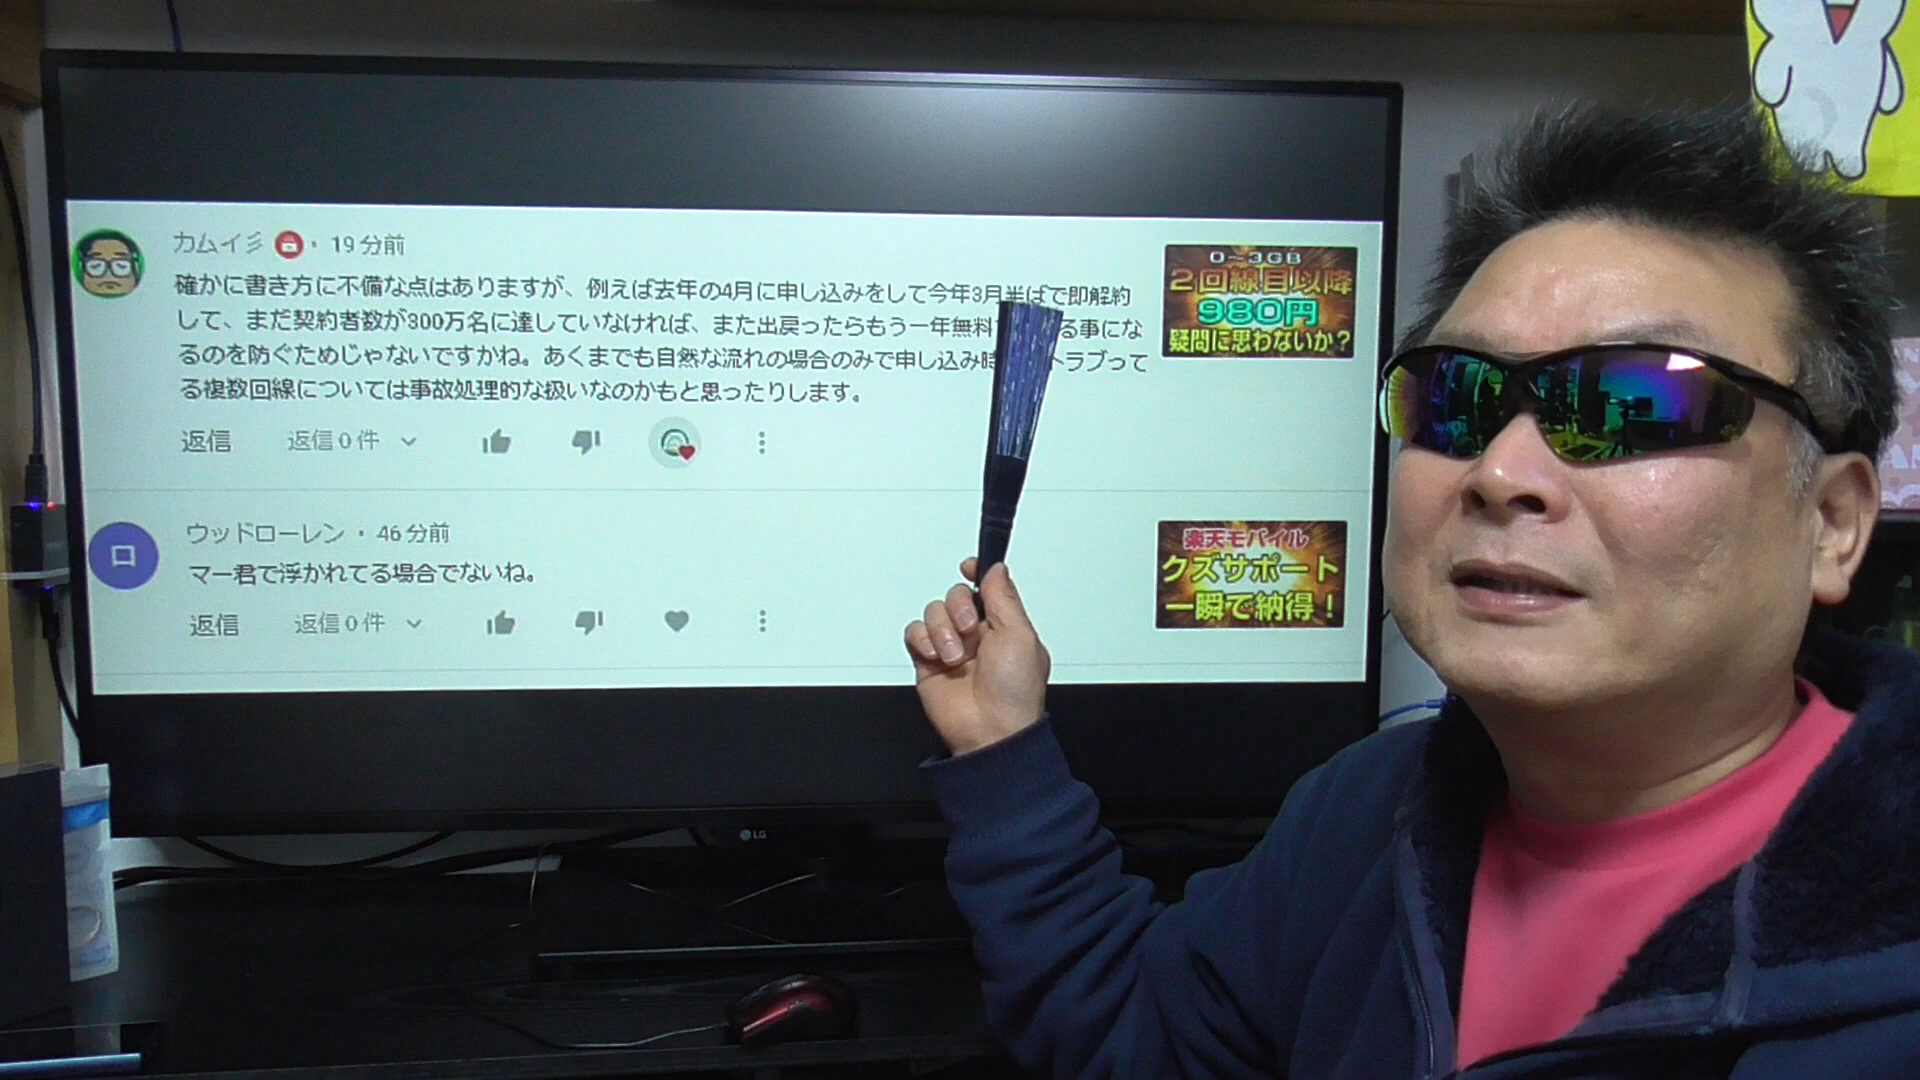 カムイ彡 ・ 19 分前
確かに書き方に不備な点はありますが、例えば去年の4月に申し込みをして今年3月半ばで即解約
して、まだ契約者数が300万名に達していなければ、また出戻ったらもう一年無料 る事にな
るのを防ぐためじゃないですかね。あくまでも自然な流れの場合のみで申し込み時 トラブって
る複数回線については事故処理的な扱いなのかもと思ったりします。
返信 返信 0 件
0～3GB
2回線目以降
980円
疑問に思わないか？
ロ
ウッドローレン ・ 46 分前
マー君で浮かれてる場合でないね。
返信 返信 0 件
楽天モバイル
クズサポート
一瞬で納得！
LG